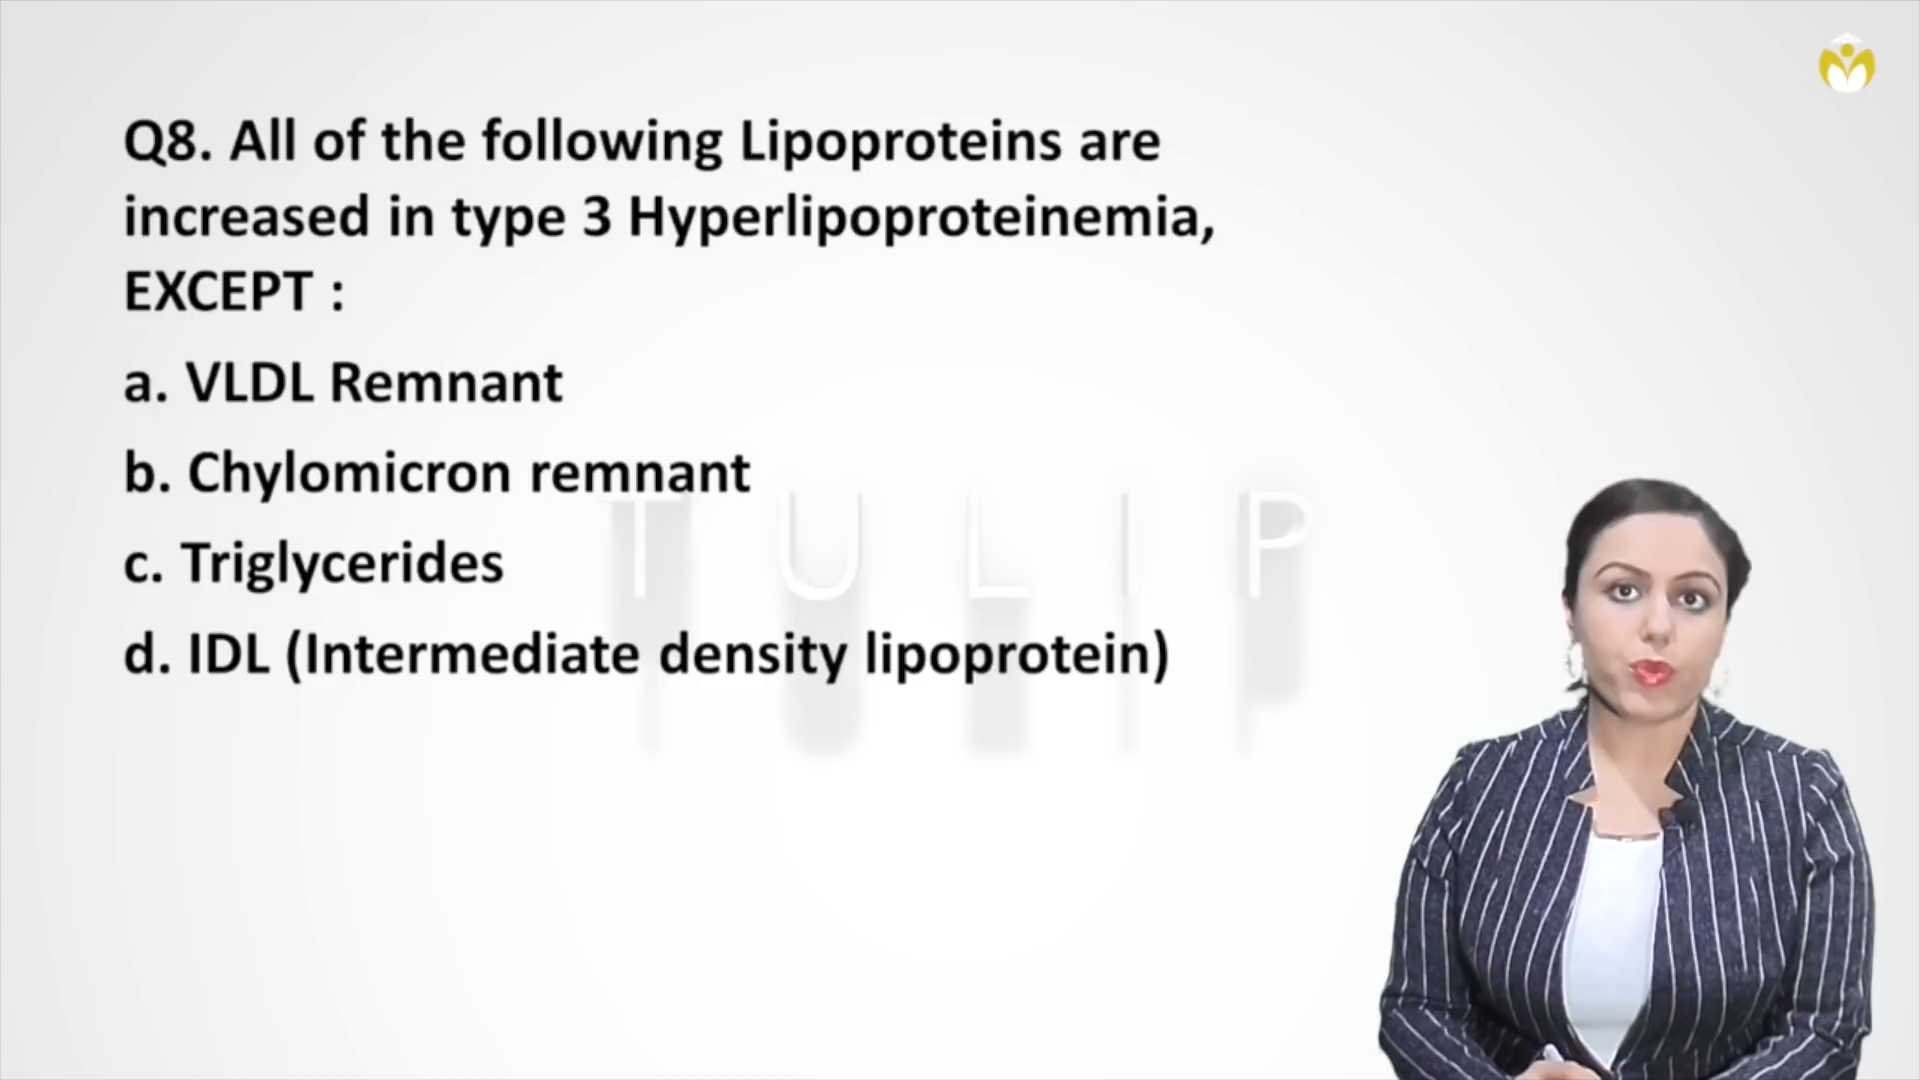 Q8. All of the following Lipoproteins are
increased in type 3 Hyperlipoproteinemia,
EXCEPT :
a. VLDL Remnant
b. Chylomicron remnant
c. Triglycerides
d. IDL (Intermediate density lipoprotein)
TULIP